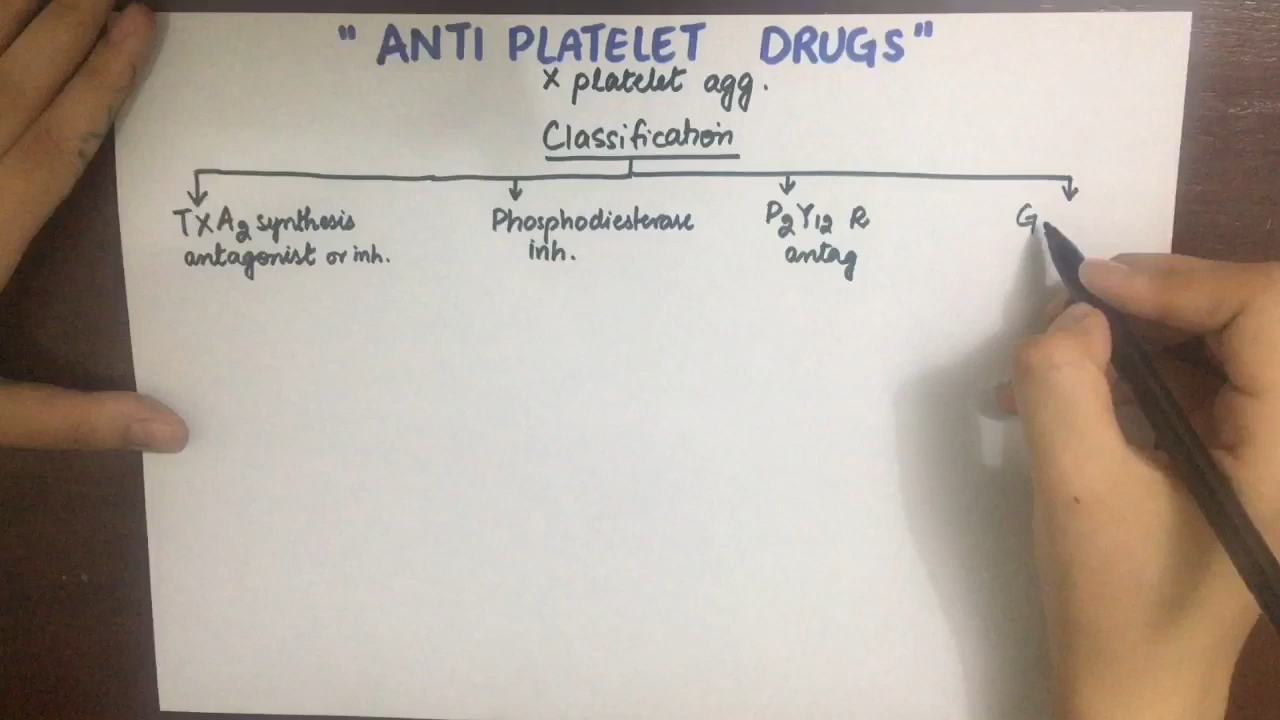 " ANTI PLATELET DRUGS"
x platelet agg.
Classification
TXA₂ synthesis
antagonist or inh.
Phosphodiesterase
inh.
P₂Y₁₂ R
antag
G